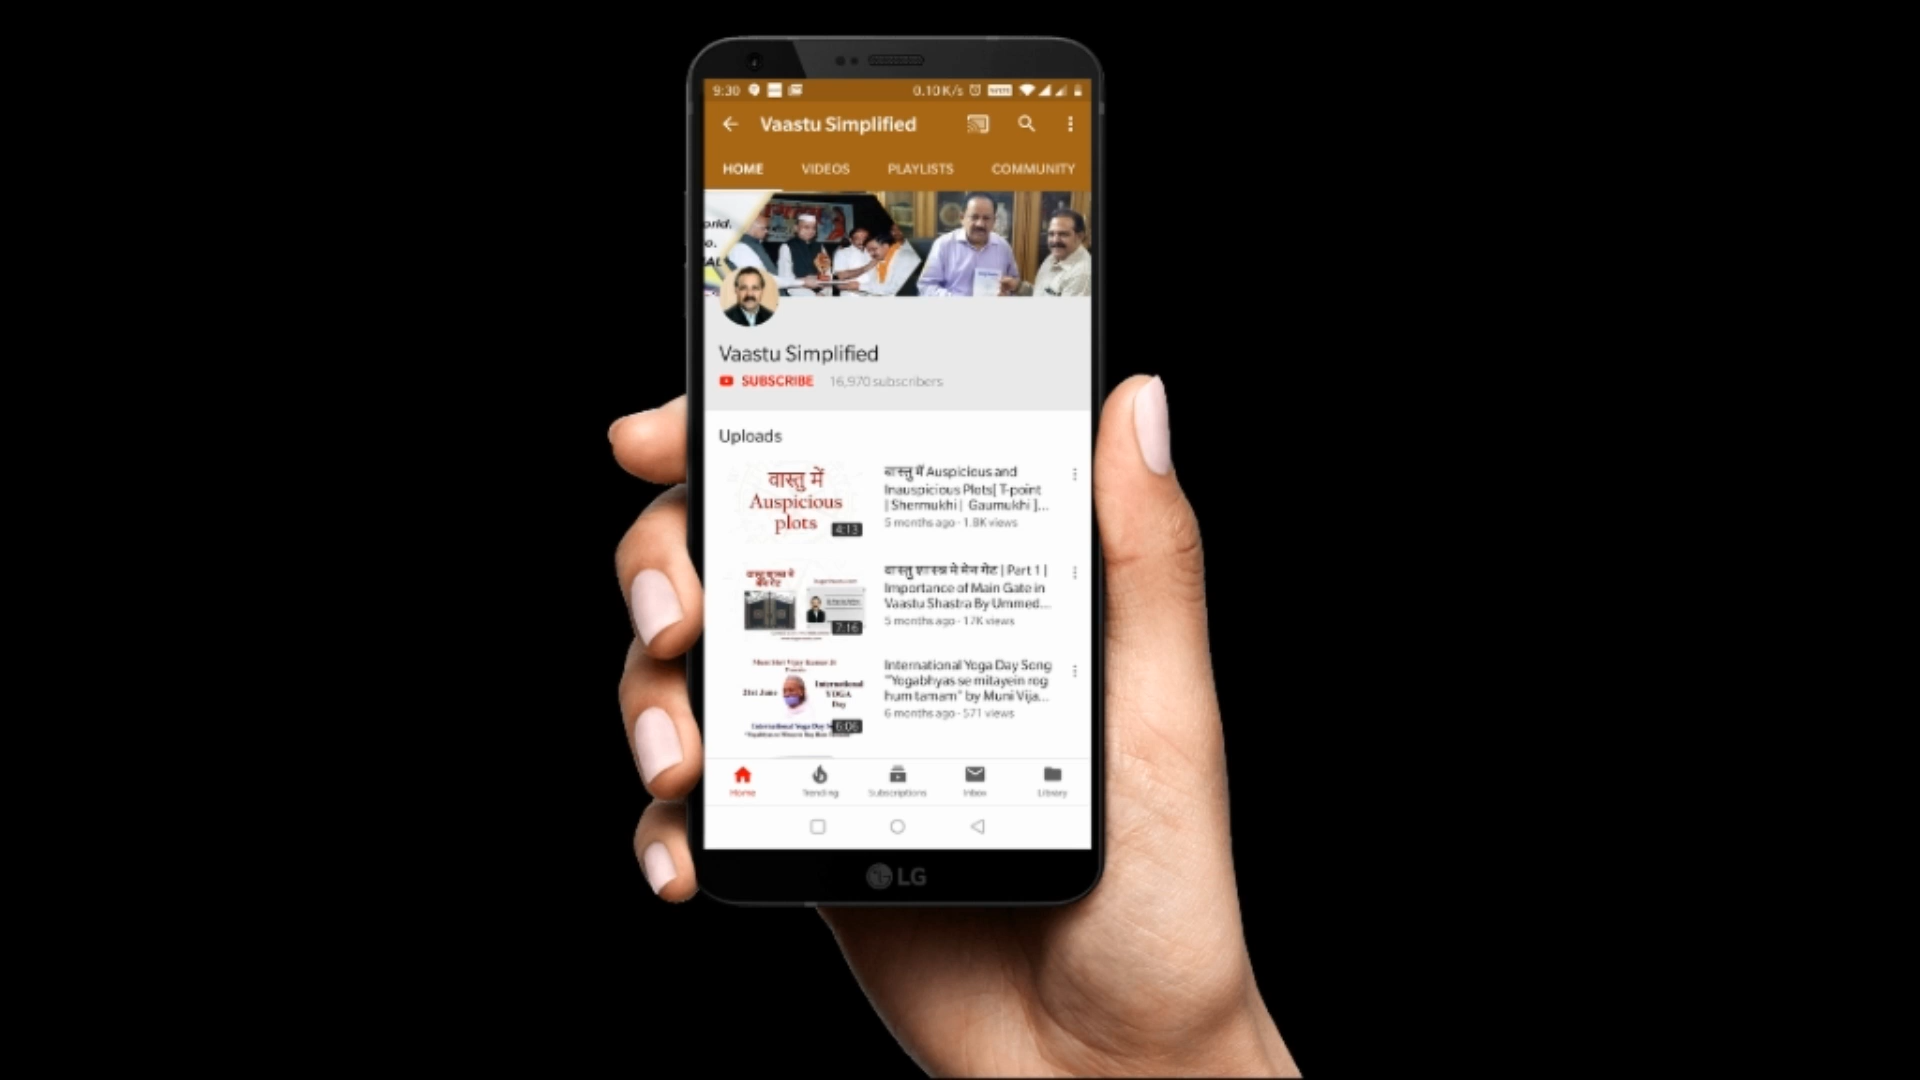 9:30 0.10 K/s
Vaastu Simplified
HOME VIDEOS PLAYLISTS COMMUNITY
orld.
o.
AL
Vaastu Simplified
SUBSCRIBE 16,970 subscribers
Uploads
वास्तु में
Auspicious
plots
4:13
वास्तु में Auspicious and
Inauspicious Plots[ T-point
| Shermukhi | Gaumukhi ]...
5 months ago · 1.8K views
7:16
वास्तु शास्त्र मे मेन गेट | Part 1 |
Importance of Main Gate in
Vaastu Shastra By Ummed...
5 months ago · 17K views
21st June
International
YOGA
Day
6:06
International Yoga Day Song
"Yogabhyas se mitayein rog
hum tamam" by Muni Vija...
6 months ago · 571 views
Home Trending Subscriptions Inbox Library
LG